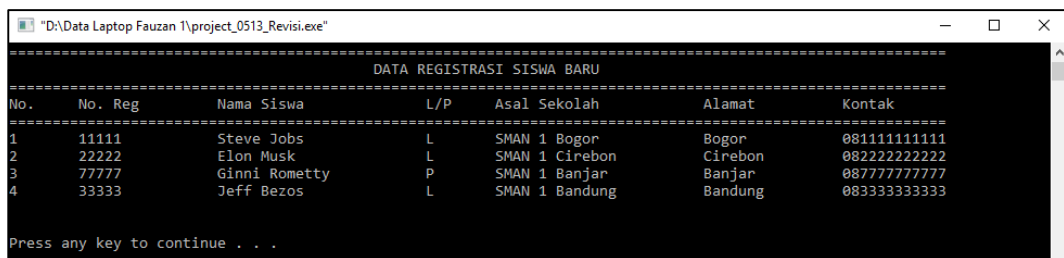 "D:\Data Laptop Fauzan 1\project_0513_Revisi.exe"
DATA REGISTRASI SISWA BARU
No. No. Reg Nama Siswa L/P Asal Sekolah Alamat Kontak
1 11111 Steve Jobs L SMAN 1 Bogor Bogor 081111111111
2 22222 Elon Musk L SMAN 1 Cirebon Cirebon 082222222222
3 77777 Ginni Rometty P SMAN 1 Banjar Banjar 087777777777
4 33333 Jeff Bezos L SMAN 1 Bandung Bandung 083333333333
Press any key to continue . . .